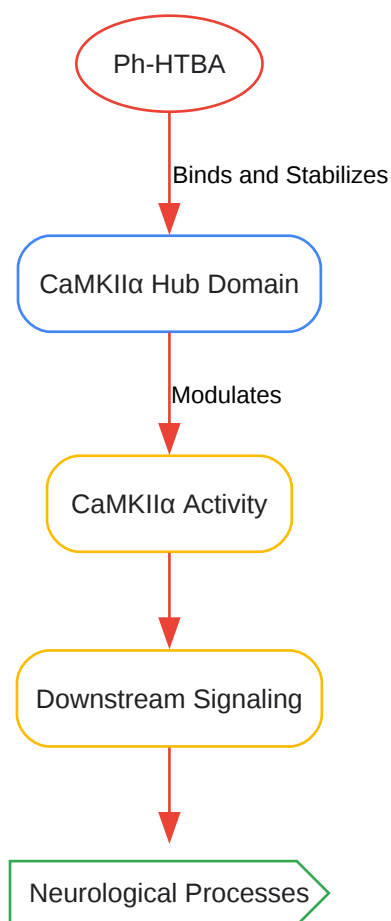 Ph-HTBA
Binds and Stabilizes
CaMKIIα Hub Domain
Modulates
CaMKIIα Activity
Downstream Signaling
Neurological Processes